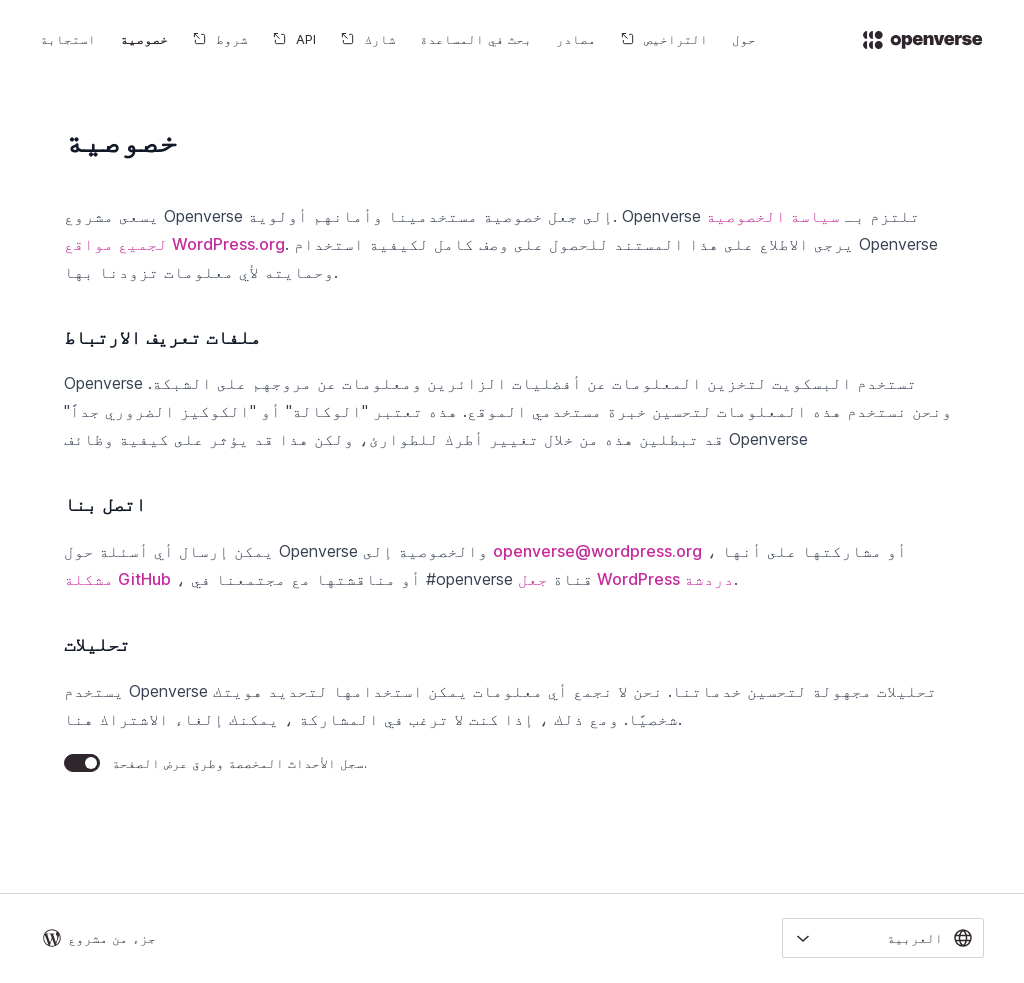 openverse
حول
التراخيص
مصادر
بحث في المساعدة
شارك
API
شروط
خصوصية
استجابة
خصوصية
يسعى مشروع Openverse إلى جعل خصوصية مستخدمينا وأمانهم أولوية. Openverse تلتزم بـ سياسة الخصوصية
لجميع مواقع WordPress.org. يرجى الاطلاع على هذا المستند للحصول على وصف كامل لكيفية استخدام Openverse
وحمايته لأي معلومات تزودنا بها.
ملفات تعريف الارتباط
Openverse تستخدم البسكويت لتخزين المعلومات عن أفضليات الزائرين ومعلومات عن مروجهم على الشبكة.
ونحن نستخدم هذه المعلومات لتحسين خبرة مستخدمي الموقع. هذه تعتبر "الوكالة" أو "الكوكيز الضروري جداً"
قد تبطلين هذه من خلال تغيير أطرك للطوارئ، ولكن هذا قد يؤثر على كيفية وظائف Openverse
اتصل بنا
يمكن إرسال أي أسئلة حول Openverse والخصوصية إلى openverse@wordpress.org ، أو مشاركتها على أنها
مشكلة GitHub ، أو مناقشتها مع مجتمعنا في #openverse قناة جعل WordPress دردشة.
تحليلات
يستخدم Openverse تحليلات مجهولة لتحسين خدماتنا. نحن لا نجمع أي معلومات يمكن استخدامها لتحديد هويتك
شخصيًا. ومع ذلك ، إذا كنت لا ترغب في المشاركة ، يمكنك إلغاء الاشتراك هنا.
سجل الأحداث المخصصة وطرق عرض الصفحة.
العربية
جزء من مشروع